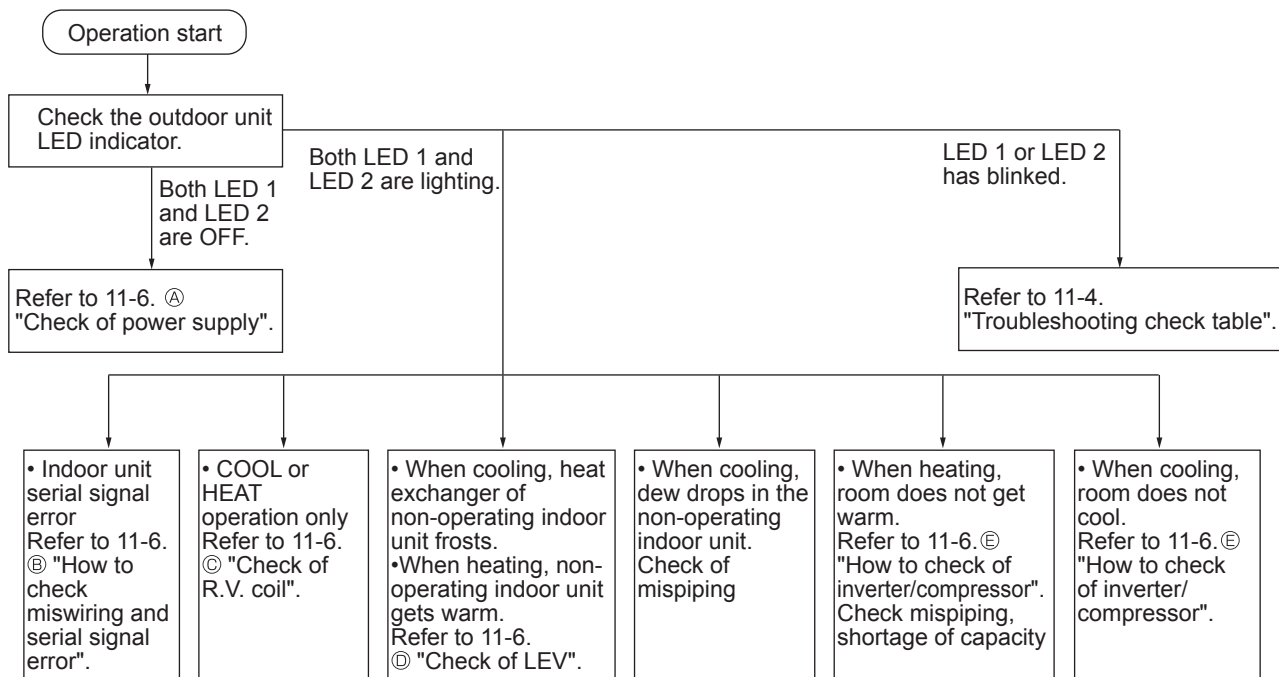 Operation start
Check the outdoor unit
LED indicator.
Both LED 1
and LED 2
are OFF.
Both LED 1 and
LED 2 are lighting.
LED 1 or LED 2
has blinked.
Refer to 11-6. Ⓐ
"Check of power supply".
Refer to 11-4.
"Troubleshooting check table".
• Indoor unit
serial signal
error
Refer to 11-6.
Ⓑ "How to
check
miswiring and
serial signal
error".
• COOL or
HEAT
operation only
Refer to 11-6.
Ⓒ "Check of
R.V. coil".
• When cooling, heat
exchanger of
non-operating indoor
unit frosts.
•When heating, non-
operating indoor unit
gets warm.
Refer to 11-6.
Ⓓ "Check of LEV".
• When cooling,
dew drops in the
non-operating
indoor unit.
Check of
mispiping
• When heating,
room does not get
warm.
Refer to 11-6.Ⓔ
"How to check of
inverter/compressor".
Check mispiping,
shortage of capacity
• When cooling,
room does not
cool.
Refer to 11-6.Ⓔ
"How to check
of inverter/
compressor".